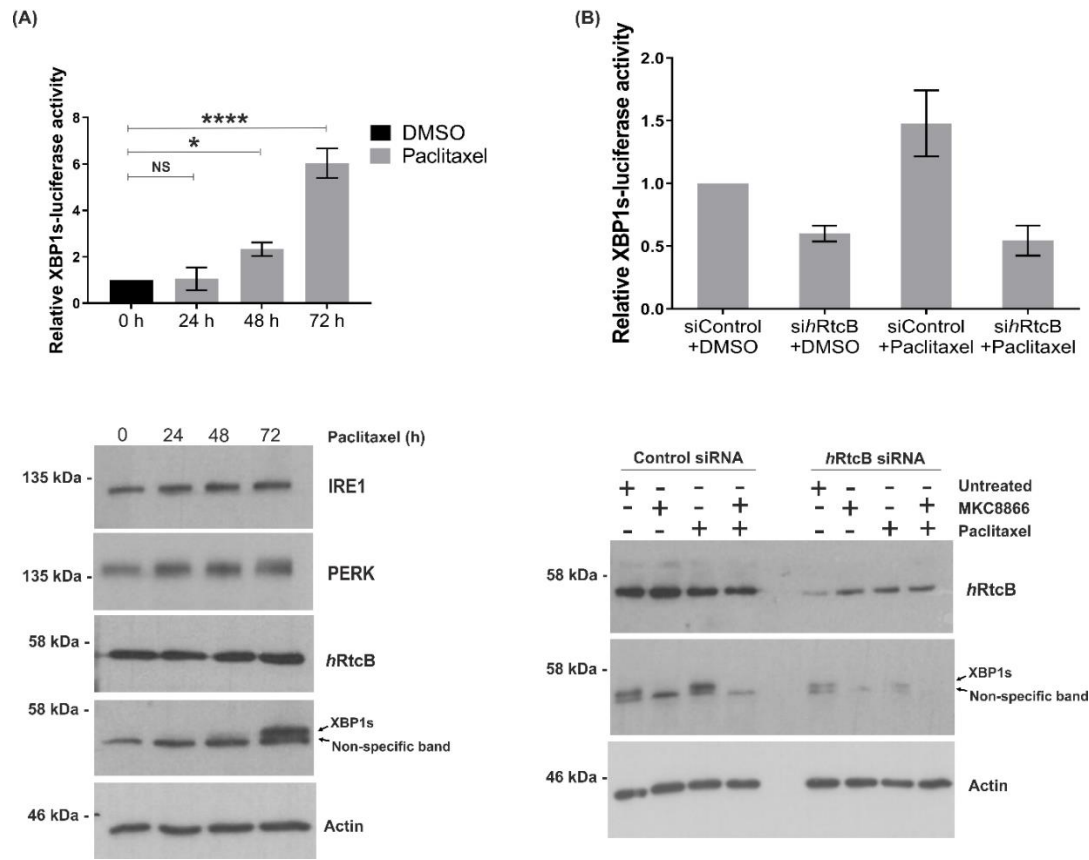 (A)
Relative XBP1s-luciferase activity
8
6
4
2
0
****
*
NS
DMSO
Paclitaxel
0 h 24 h 48 h 72 h
0 24 48 72 Paclitaxel (h)
135 kDa - IRE1
135 kDa - PERK
58 kDa - hRtcB
58 kDa -
XBP1s
Non-specific band
46 kDa - Actin
(B)
Relative XBP1s-luciferase activity
2.0
1.5
1.0
0.5
0.0
siControl sihRtcB siControl sihRtcB
+DMSO +DMSO +Paclitaxel +Paclitaxel
Control siRNA hRtcB siRNA
+ - - - + - - - Untreated
- + - + - + - + MKC8866
- - + + - - + + Paclitaxel
58 kDa - hRtcB
58 kDa -
XBP1s
Non-specific band
46 kDa - Actin